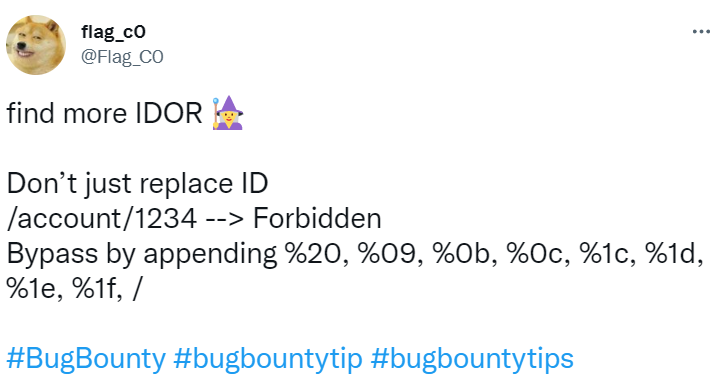 flag_c0
@Flag_C0
find more IDOR 🧙‍♀️
Don’t just replace ID
/account/1234 --> Forbidden
Bypass by appending %20, %09, %0b, %0c, %1c, %1d,
%1e, %1f, /
#BugBounty #bugbountytip #bugbountytips